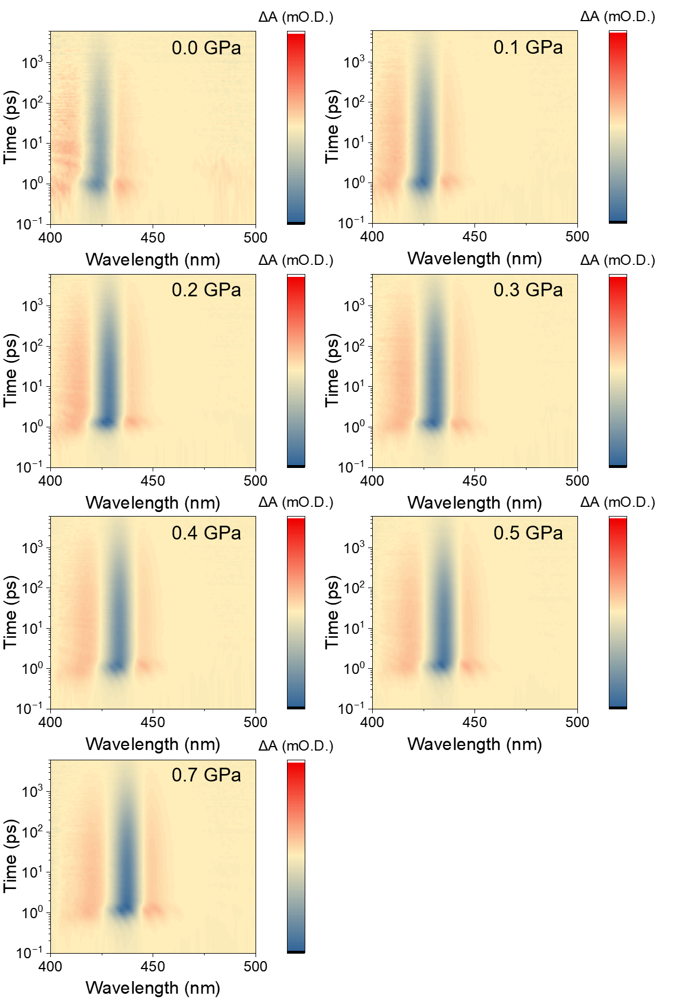 ΔA (mO.D.)
0.0 GPa
10³
10²
10¹
10⁰
10⁻¹
Time (ps)
400 450 500
Wavelength (nm)
ΔA (mO.D.)
0.1 GPa
10³
10²
10¹
10⁰
10⁻¹
Time (ps)
400 450 500
Wavelength (nm)
ΔA (mO.D.)
0.2 GPa
10³
10²
10¹
10⁰
10⁻¹
Time (ps)
400 450 500
Wavelength (nm)
ΔA (mO.D.)
0.3 GPa
10³
10²
10¹
10⁰
10⁻¹
Time (ps)
400 450 500
Wavelength (nm)
ΔA (mO.D.)
0.4 GPa
10³
10²
10¹
10⁰
10⁻¹
Time (ps)
400 450 500
Wavelength (nm)
ΔA (mO.D.)
0.5 GPa
10³
10²
10¹
10⁰
10⁻¹
Time (ps)
400 450 500
Wavelength (nm)
ΔA (mO.D.)
0.7 GPa
10³
10²
10¹
10⁰
10⁻¹
Time (ps)
400 450 500
Wavelength (nm)